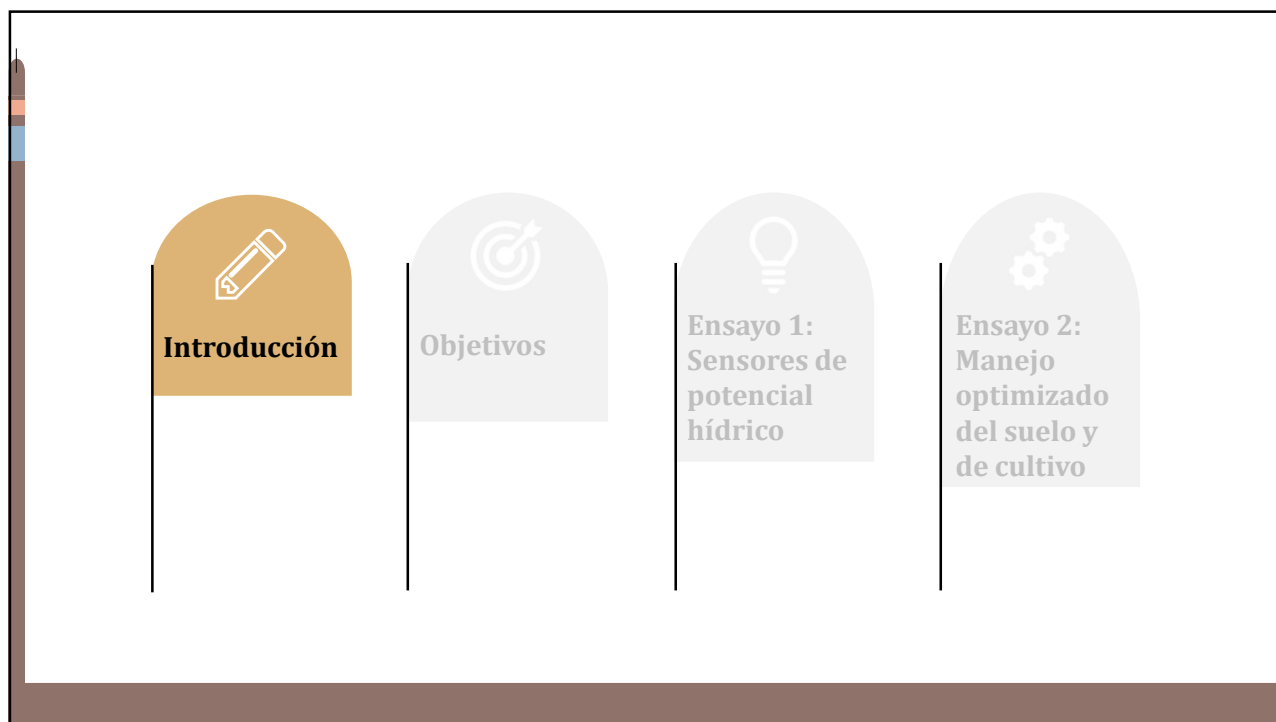 Introducción
Objetivos
Ensayo 1:
Sensores de
potencial
hídrico
Ensayo 2:
Manejo
optimizado
del suelo y
de cultivo